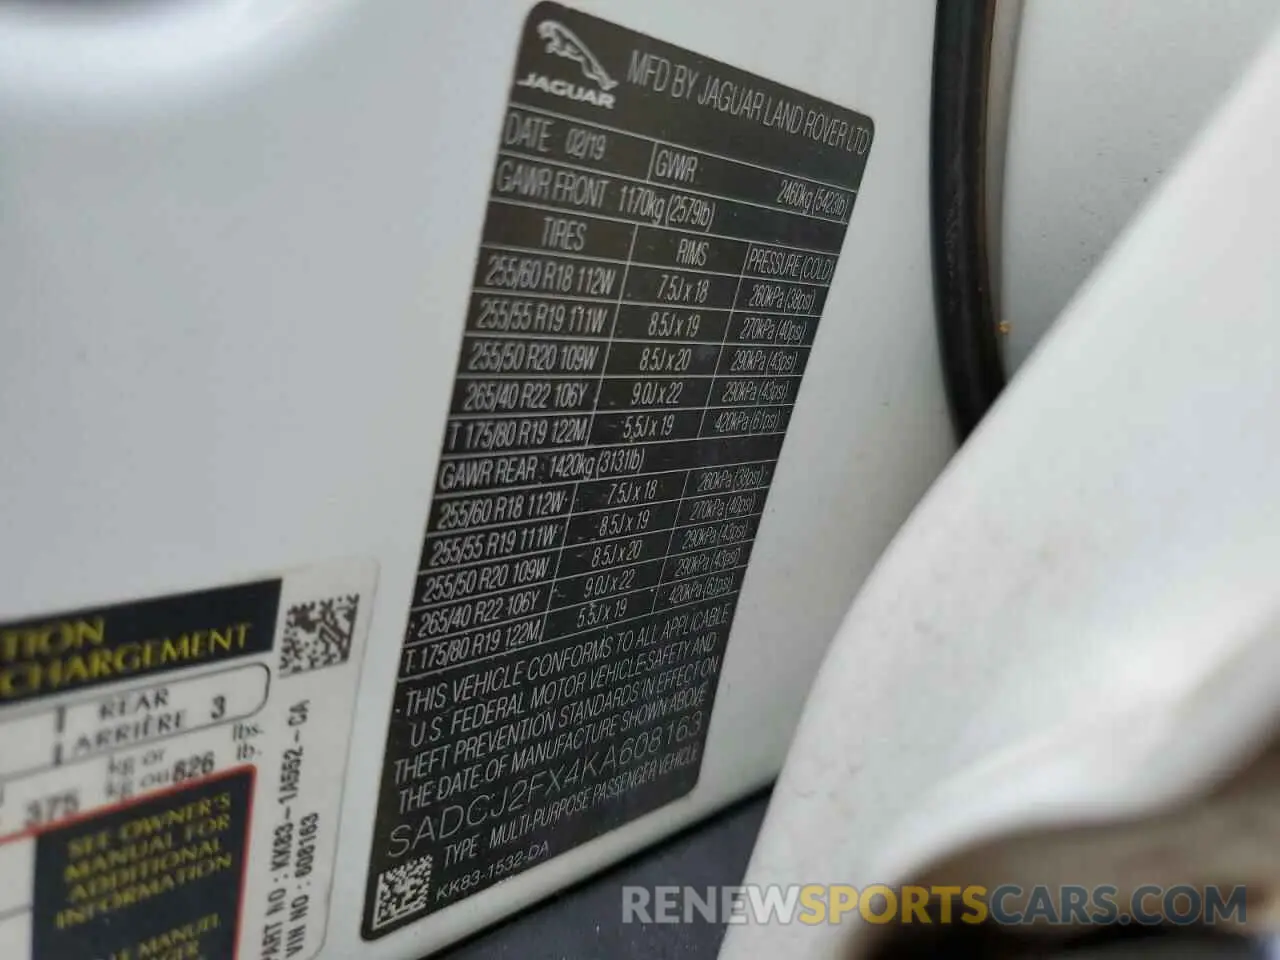 JAGUAR
MFD BY JAGUAR LAND ROVER LTD
DATE 02/19 GVWR 2460kg (5423lb)
GAWR FRONT 1170kg (2579lb)
TIRES RIMS PRESSURE (COLD)
255/60 R18 112W 7.5J x 18 260kPa (38psi)
255/55 R19 111W 8.5J x 19 270kPa (40psi)
255/50 R20 109W 8.5J x 20 290kPa (43psi)
265/40 R22 106Y 9.0J x 22 290kPa (43psi)
T 175/80 R19 122M 5.5J x 19 420kPa (61psi)
GAWR REAR 1420kg (3131lb)
255/60 R18 112W 7.5J x 18 260kPa (38psi)
255/55 R19 111W 8.5J x 19 270kPa (40psi)
255/50 R20 109W 8.5J x 20 290kPa (43psi)
265/40 R22 106Y 9.0J x 22 290kPa (43psi)
T 175/80 R19 122M 5.5J x 19 420kPa (61psi)
THIS VEHICLE CONFORMS TO ALL APPLICABLE
U.S. FEDERAL MOTOR VEHICLE SAFETY AND
THEFT PREVENTION STANDARDS IN EFFECT ON
THE DATE OF MANUFACTURE SHOWN ABOVE
SADCJ2FX4KA608163
TYPE MULTI-PURPOSE PASSENGER VEHICLE
KK83-1532-DA
TION
CHARGEMENT
REAR
ARRIÈRE 3
kg or lbs.
375 kg ou 826 lb.
SEE OWNER'S
MANUAL FOR
ADDITIONAL
INFORMATION
MANUEL
PART NO : KK83-1A552-CA
VIN NO : 608163
RENEWSPORTSCARS.COM